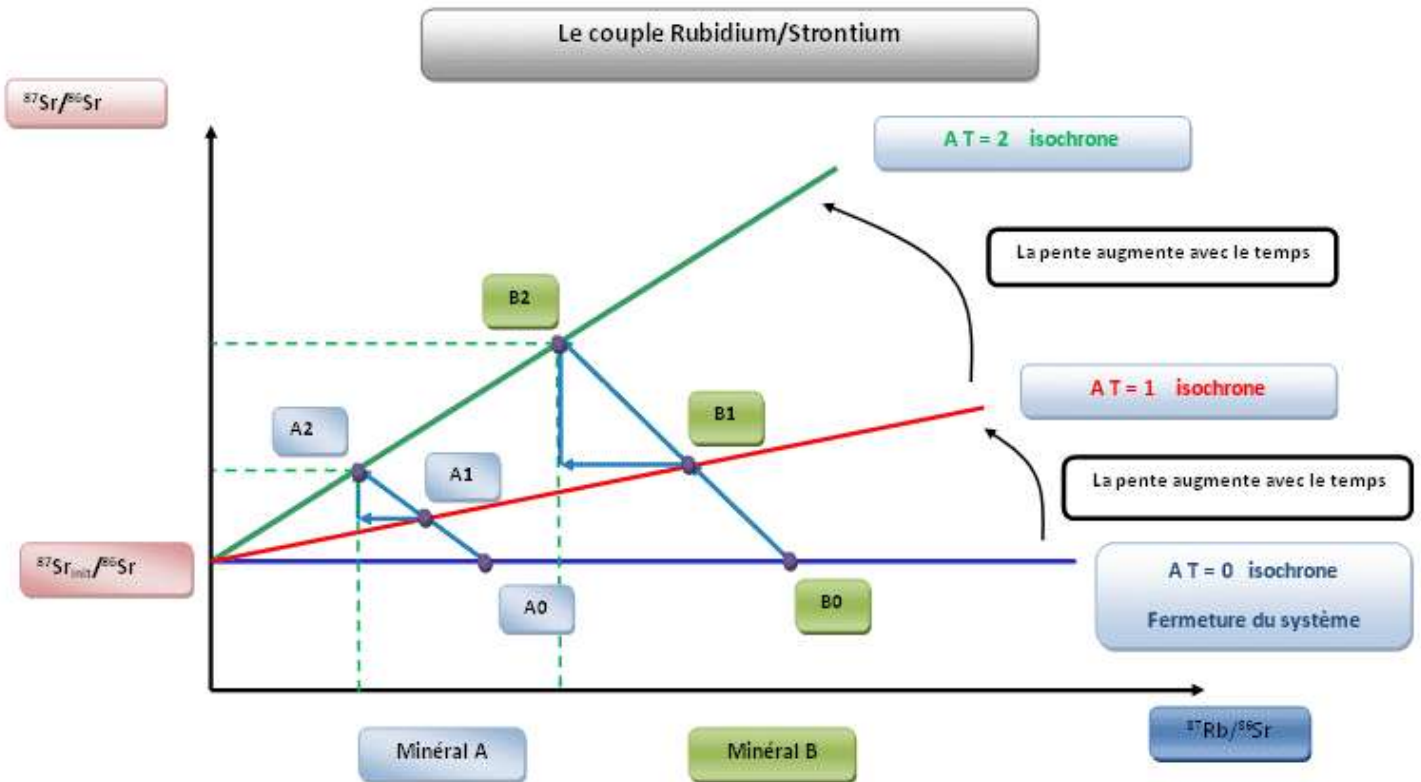 Le couple Rubidium/Strontium
⁸⁷Sr/⁸⁶Sr
A T = 2 isochrone
La pente augmente avec le temps
B2
A T = 1 isochrone
B1
A2
A1
La pente augmente avec le temps
⁸⁷Sr_init/⁸⁶Sr
A T = 0 isochrone
Fermeture du système
A0
B0
⁸⁷Rb/⁸⁶Sr
Minéral A
Minéral B